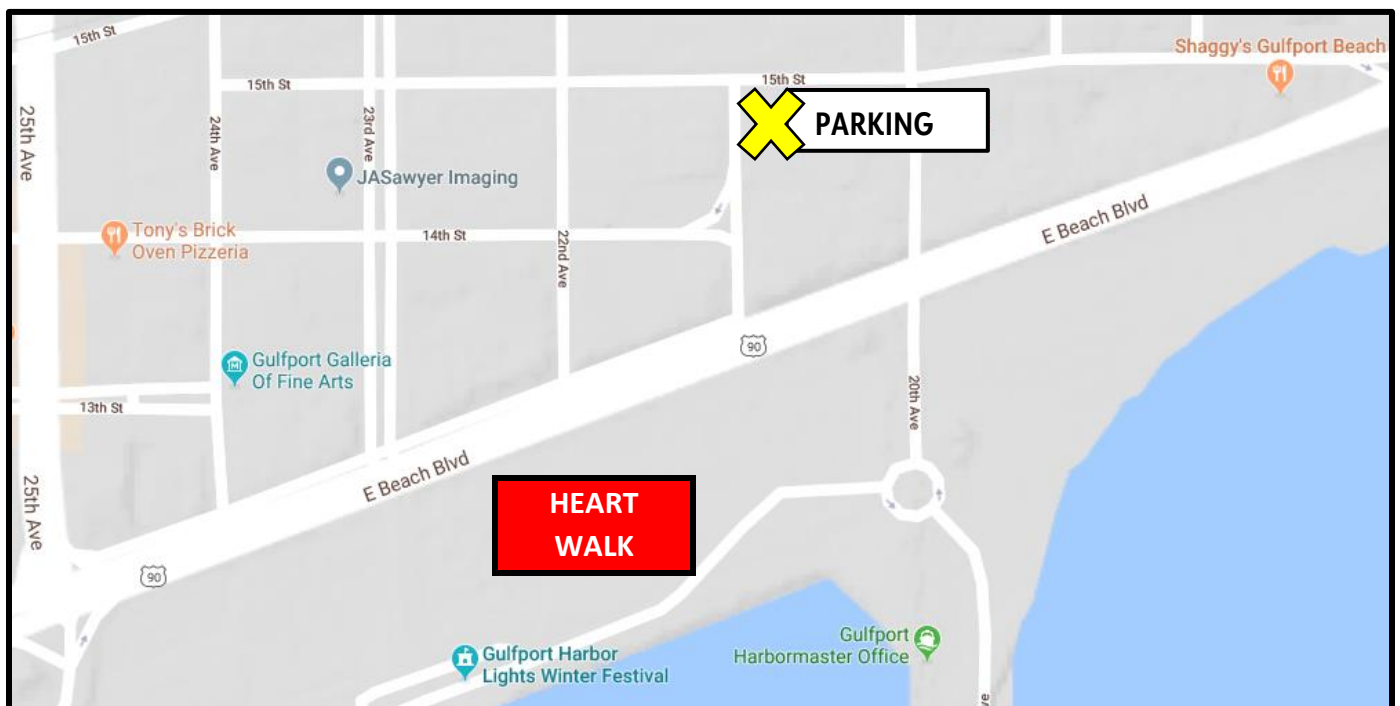 15th St
Shaggy's Gulfport Beach
15th St
15th St
25th Ave
24th Ave
23rd Ave
PARKING
JASawyer Imaging
E Beach Blvd
Tony's Brick
Oven Pizzeria
14th St
22nd Ave
90
Gulfport Galleria
Of Fine Arts
20th Ave
13th St
25th Ave
E Beach Blvd
HEART
WALK
90
Gulfport
Harbormaster Office
Gulfport Harbor
Lights Winter Festival